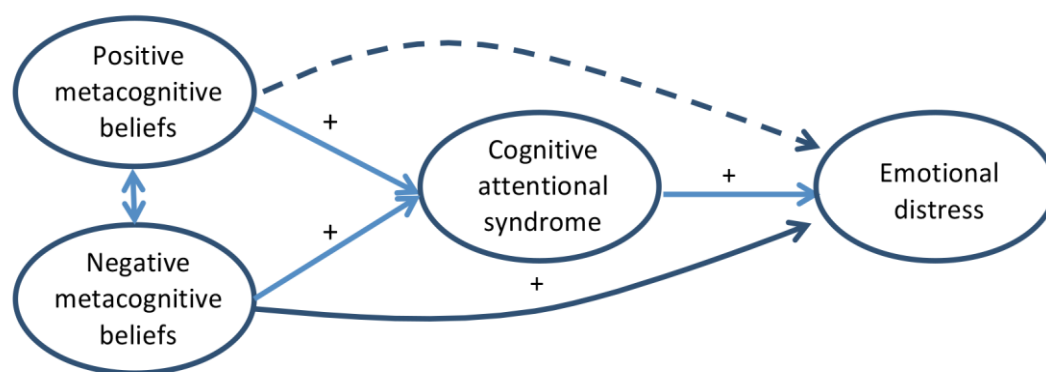 Positive
metacognitive
beliefs
+
Cognitive
attentional
syndrome
+
Emotional
distress
+
Negative
metacognitive
beliefs
+